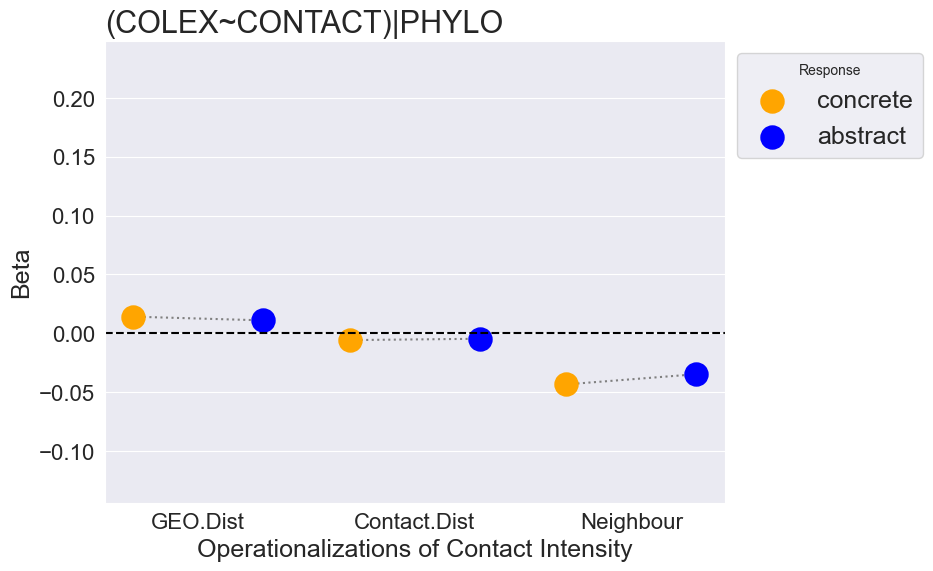 (COLEX~CONTACT)|PHYLO
Response
concrete
abstract
Beta
0.20
0.15
0.10
0.05
0.00
−0.05
−0.10
GEO.Dist
Contact.Dist
Neighbour
Operationalizations of Contact Intensity